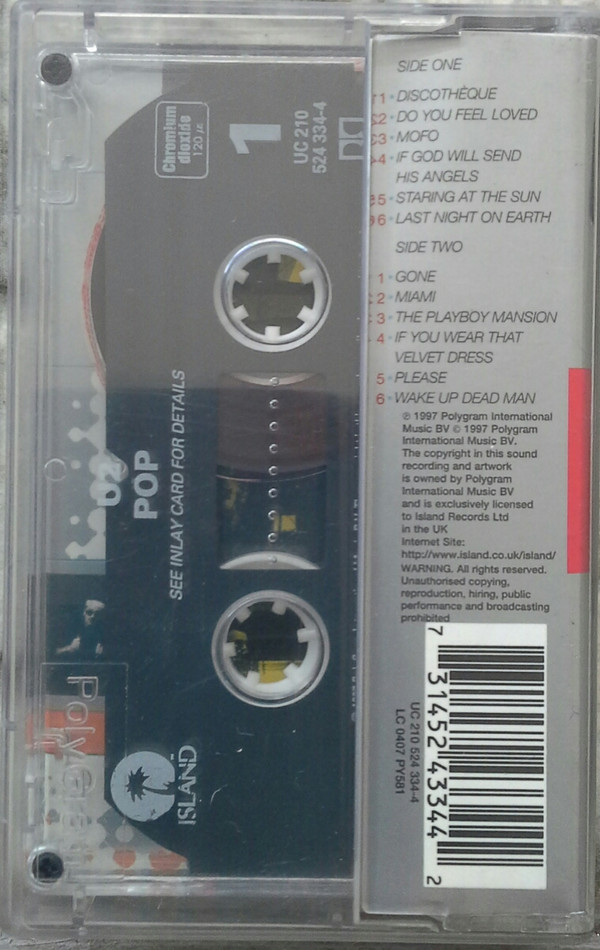 Chromium
dioxide
120 µs
1
UC 210
524 334-4
SEE INLAY CARD FOR DETAILS
U2
POP
ISLAND
PolyGram
SIDE ONE
1 • DISCOTHÈQUE
2 • DO YOU FEEL LOVED
3 • MOFO
4 • IF GOD WILL SEND
HIS ANGELS
5 • STARING AT THE SUN
6 • LAST NIGHT ON EARTH
SIDE TWO
1 • GONE
2 • MIAMI
3 • THE PLAYBOY MANSION
4 • IF YOU WEAR THAT
VELVET DRESS
5 • PLEASE
6 • WAKE UP DEAD MAN
℗ 1997 Polygram International
Music BV © 1997 Polygram
International Music BV.
The copyright in this sound
recording and artwork
is owned by Polygram
International Music BV
and is exclusively licensed
to Island Records Ltd
in the UK
Internet Site:
http://www.island.co.uk/island/
WARNING. All rights reserved.
Unauthorised copying,
reproduction, hiring, public
performance and broadcasting
prohibited
UC 210 524 334-4
LC 0407 PY581
7 31452 43344 2